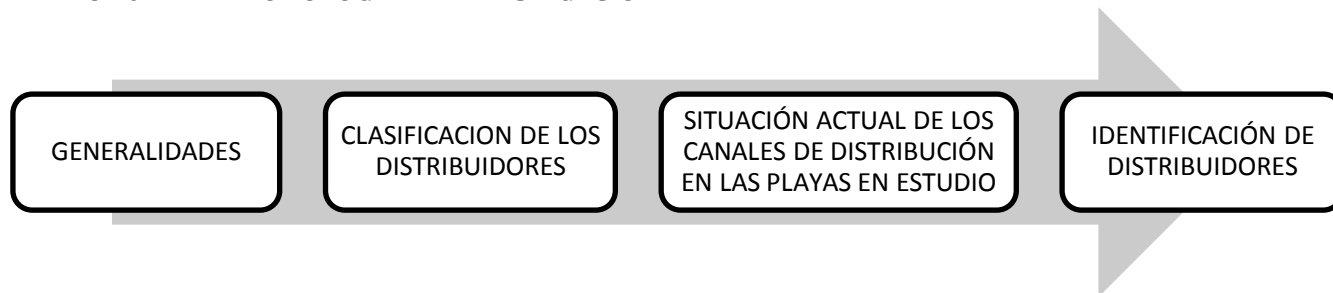 GENERALIDADES
CLASIFICACION DE LOS
DISTRIBUIDORES
SITUACIÓN ACTUAL DE LOS
CANALES DE DISTRIBUCIÓN
EN LAS PLAYAS EN ESTUDIO
IDENTIFICACIÓN DE
DISTRIBUIDORES